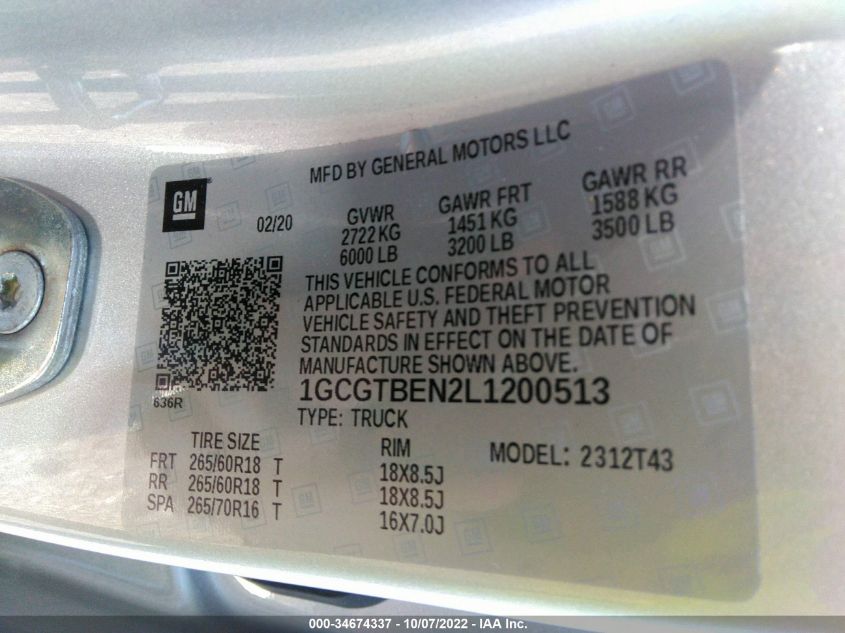 MFD BY GENERAL MOTORS LLC
GM
02/20
GVWR GAWR FRT GAWR RR
2722 KG 1451 KG 1588 KG
6000 LB 3200 LB 3500 LB
THIS VEHICLE CONFORMS TO ALL
APPLICABLE U.S. FEDERAL MOTOR
VEHICLE SAFETY AND THEFT PREVENTION
STANDARDS IN EFFECT ON THE DATE OF
MANUFACTURE SHOWN ABOVE.
636R
1GCGTBEN2L1200513
TYPE: TRUCK
TIRE SIZE RIM MODEL: 2312T43
FRT 265/60R18 T 18X8.5J
RR 265/60R18 T 18X8.5J
SPA 265/70R16 T 16X7.0J
000-34674337 - 10/07/2022 - IAA Inc.